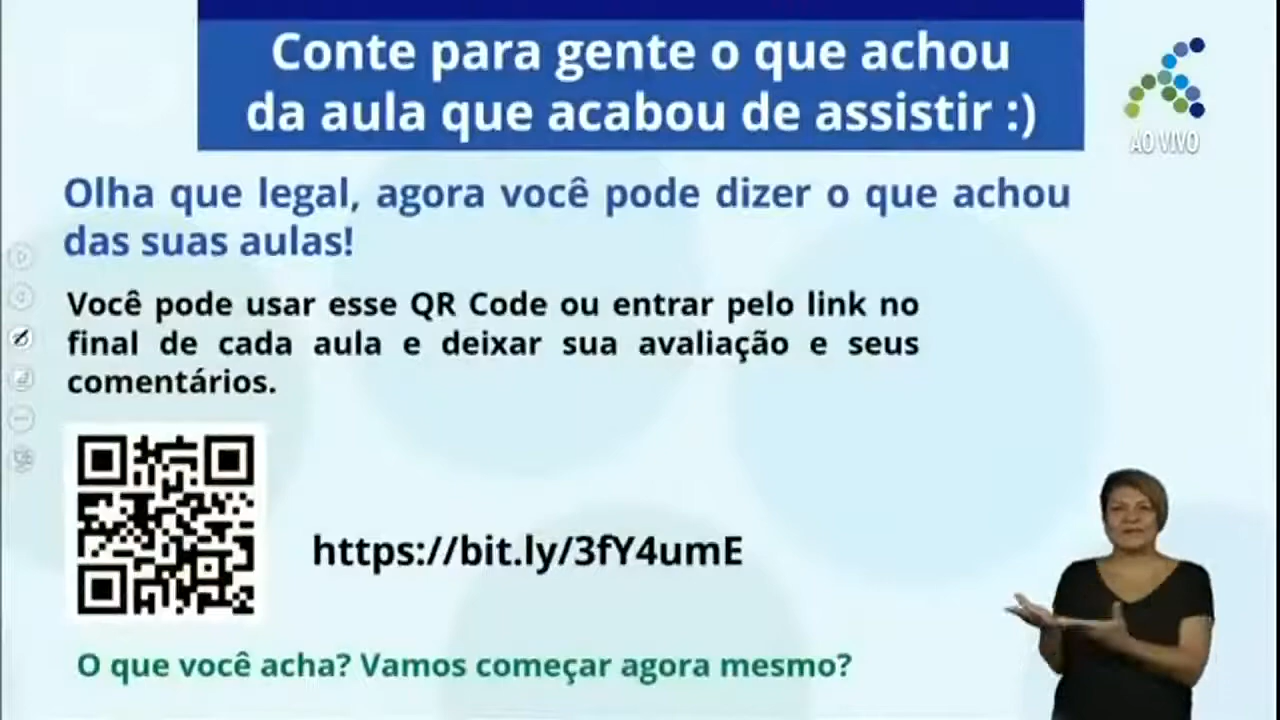 Conte para gente o que achou
da aula que acabou de assistir :)
AO VIVO
Olha que legal, agora você pode dizer o que achou
das suas aulas!
Você pode usar esse QR Code ou entrar pelo link no
final de cada aula e deixar sua avaliação e seus
comentários.
https://bit.ly/3fY4umE
O que você acha? Vamos começar agora mesmo?